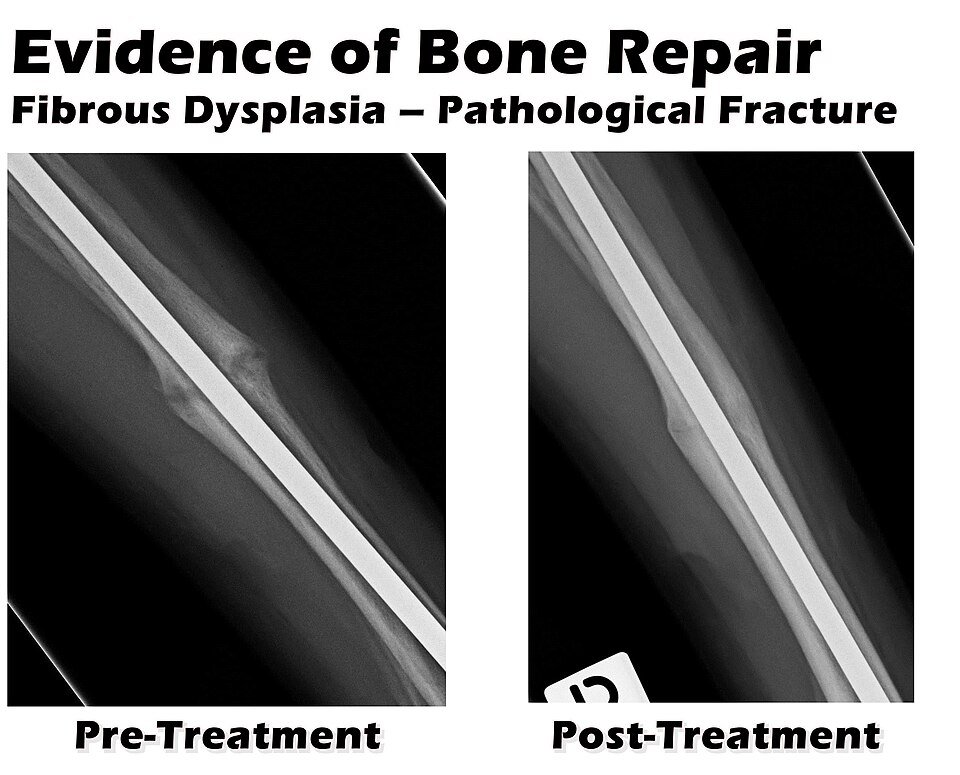 Evidence of Bone Repair
Fibrous Dysplasia – Pathological Fracture
Pre-Treatment
Post-Treatment